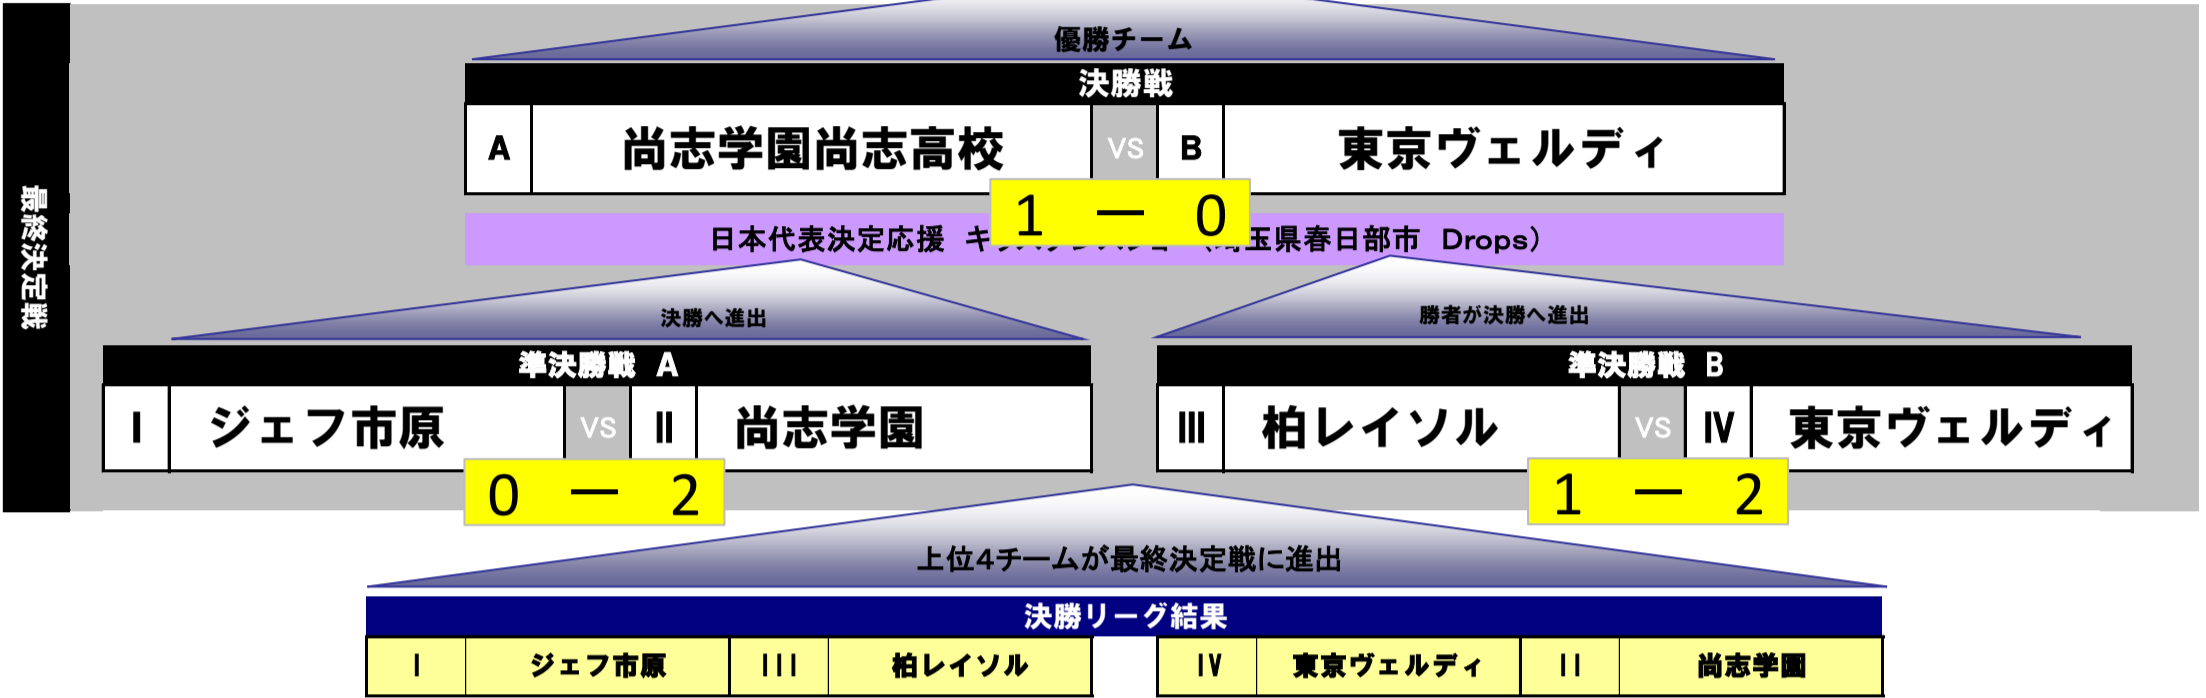 優勝チーム
決勝戦
A 尚志学園尚志高校 VS B 東京ヴェルディ
1 ー 0
日本代表決定応援 玉県春日部市 Drops)
最終決定戦
決勝へ進出
勝者が決勝へ進出
準決勝戦 A
準決勝戦 B
Ⅰ ジェフ市原 VS Ⅱ 尚志学園
Ⅲ 柏レイソル VS Ⅳ 東京ヴェルディ
0 ー 2
1 ー 2
上位4チームが最終決定戦に進出
決勝リーグ結果
Ⅰ ジェフ市原 III 柏レイソル IV 東京ヴェルディ II 尚志学園